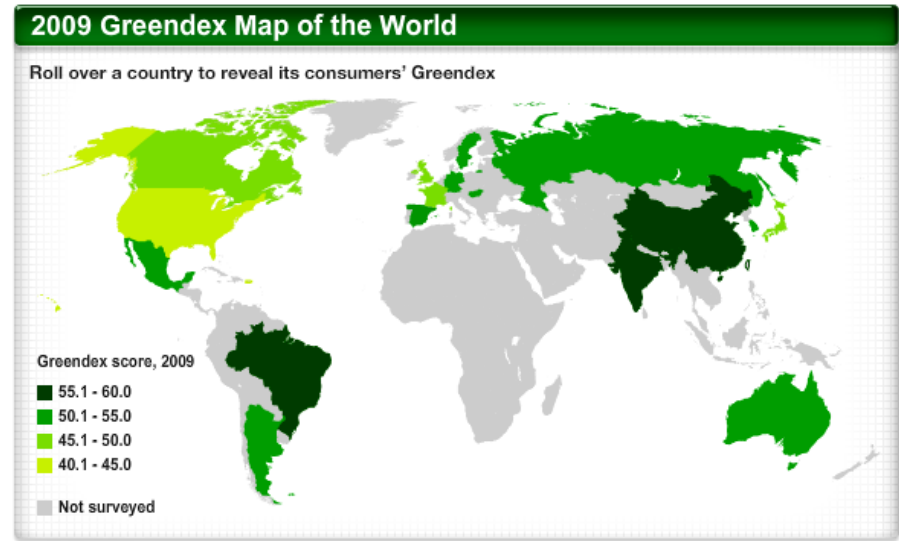 2009 Greendex Map of the World
Roll over a country to reveal its consumers' Greendex
Greendex score, 2009
55.1 - 60.0
50.1 - 55.0
45.1 - 50.0
40.1 - 45.0
Not surveyed